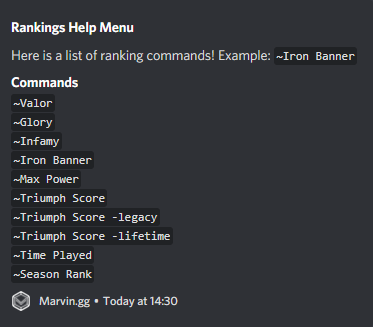 Rankings Help Menu
Here is a list of ranking commands! Example: ~Iron Banner
Commands
~Valor
~Glory
~Infamy
~Iron Banner
~Max Power
~Triumph Score
~Triumph Score -legacy
~Triumph Score -lifetime
~Time Played
~Season Rank
Marvin.gg • Today at 14:30